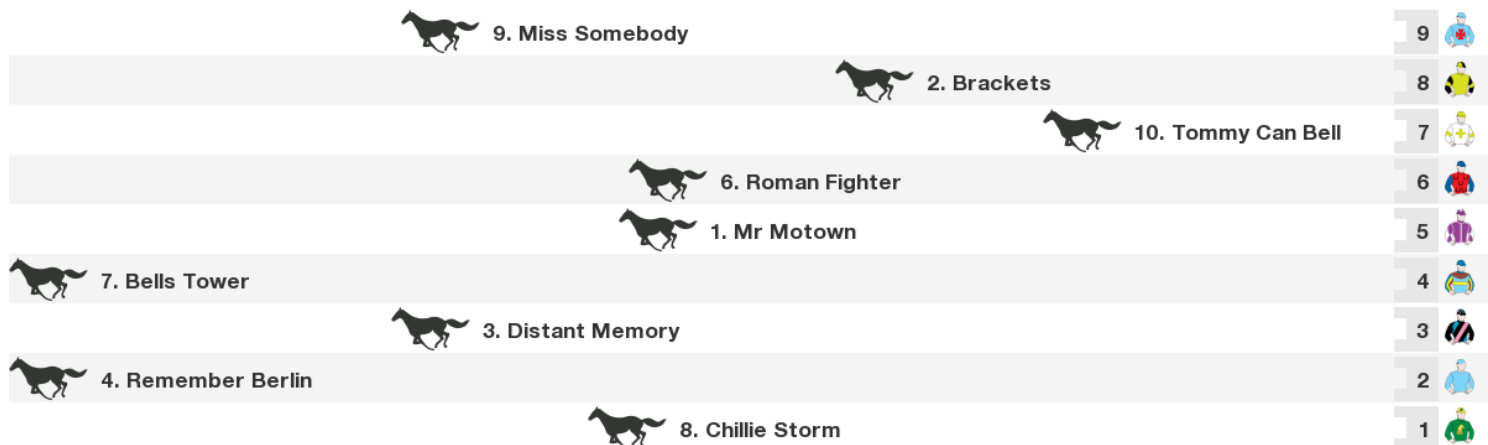 9. Miss Somebody 9
2. Brackets 8
10. Tommy Can Bell 7
6. Roman Fighter 6
1. Mr Motown 5
7. Bells Tower 4
3. Distant Memory 3
4. Remember Berlin 2
8. Chillie Storm 1